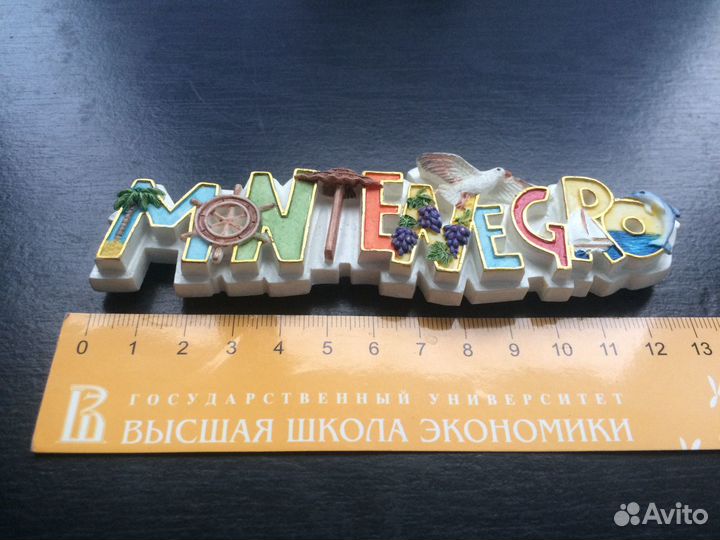 MONTENEGRO
0 1 2 3 4 5 6 7 8 9 10 11 12 13
ГОСУДАРСТВЕННЫЙ УНИВЕРСИТЕТ
ВЫСШАЯ ШКОЛА ЭКОНОМИКИ
Avito